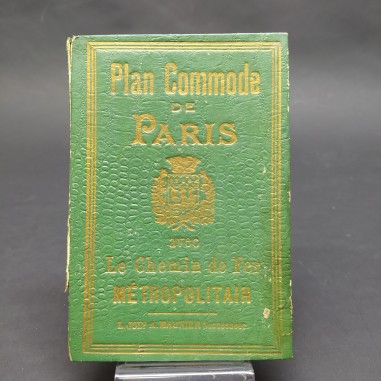 Plan Commode
DE
PARIS
AVEC
Le Chemin de Fer
MÉTROPOLITAIN